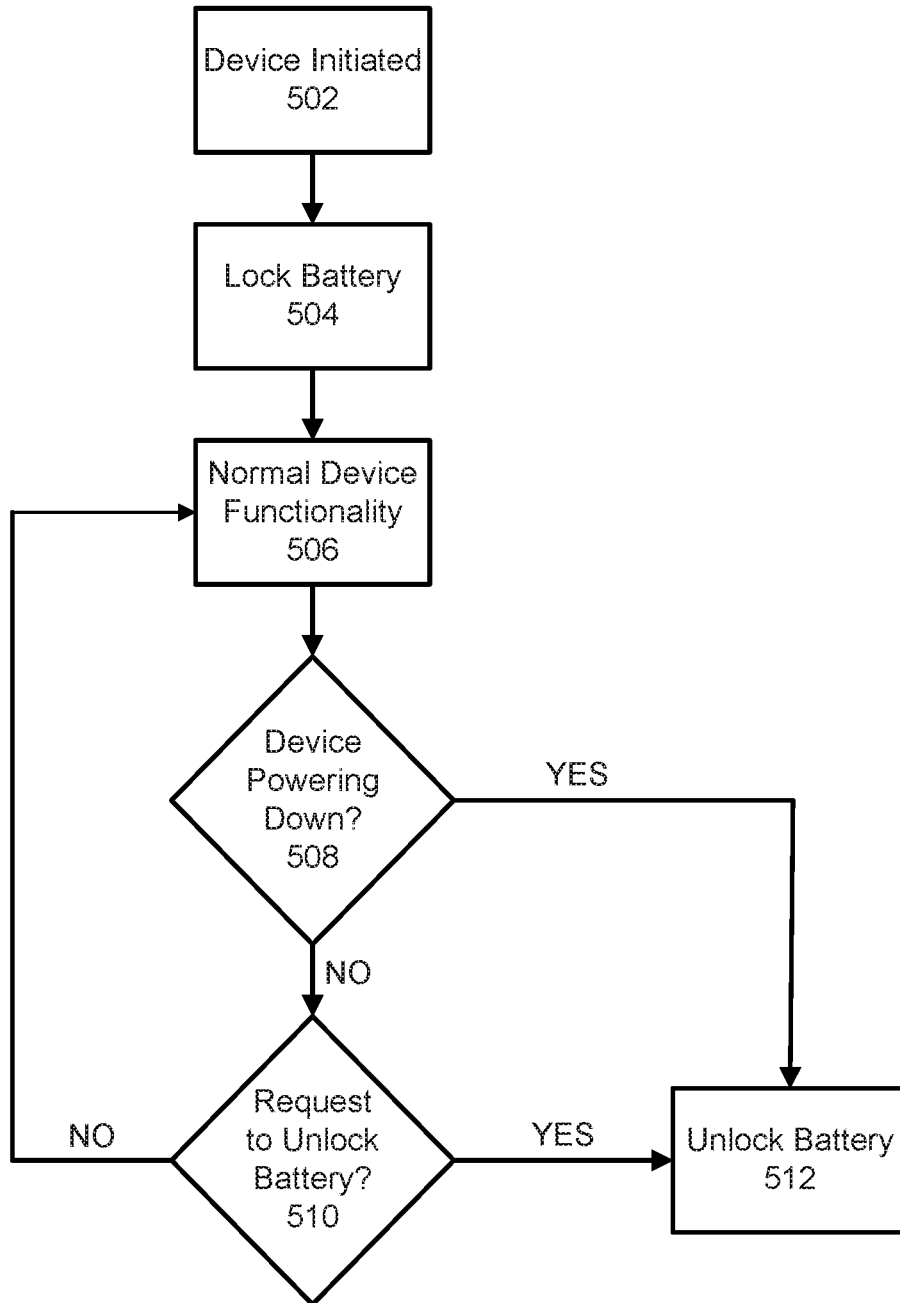 Device Initiated
502
Lock Battery
504
Normal Device
Functionality
506
Device
Powering
Down?
508
YES
NO
Request
to Unlock
Battery?
510
NO
YES
Unlock Battery
512